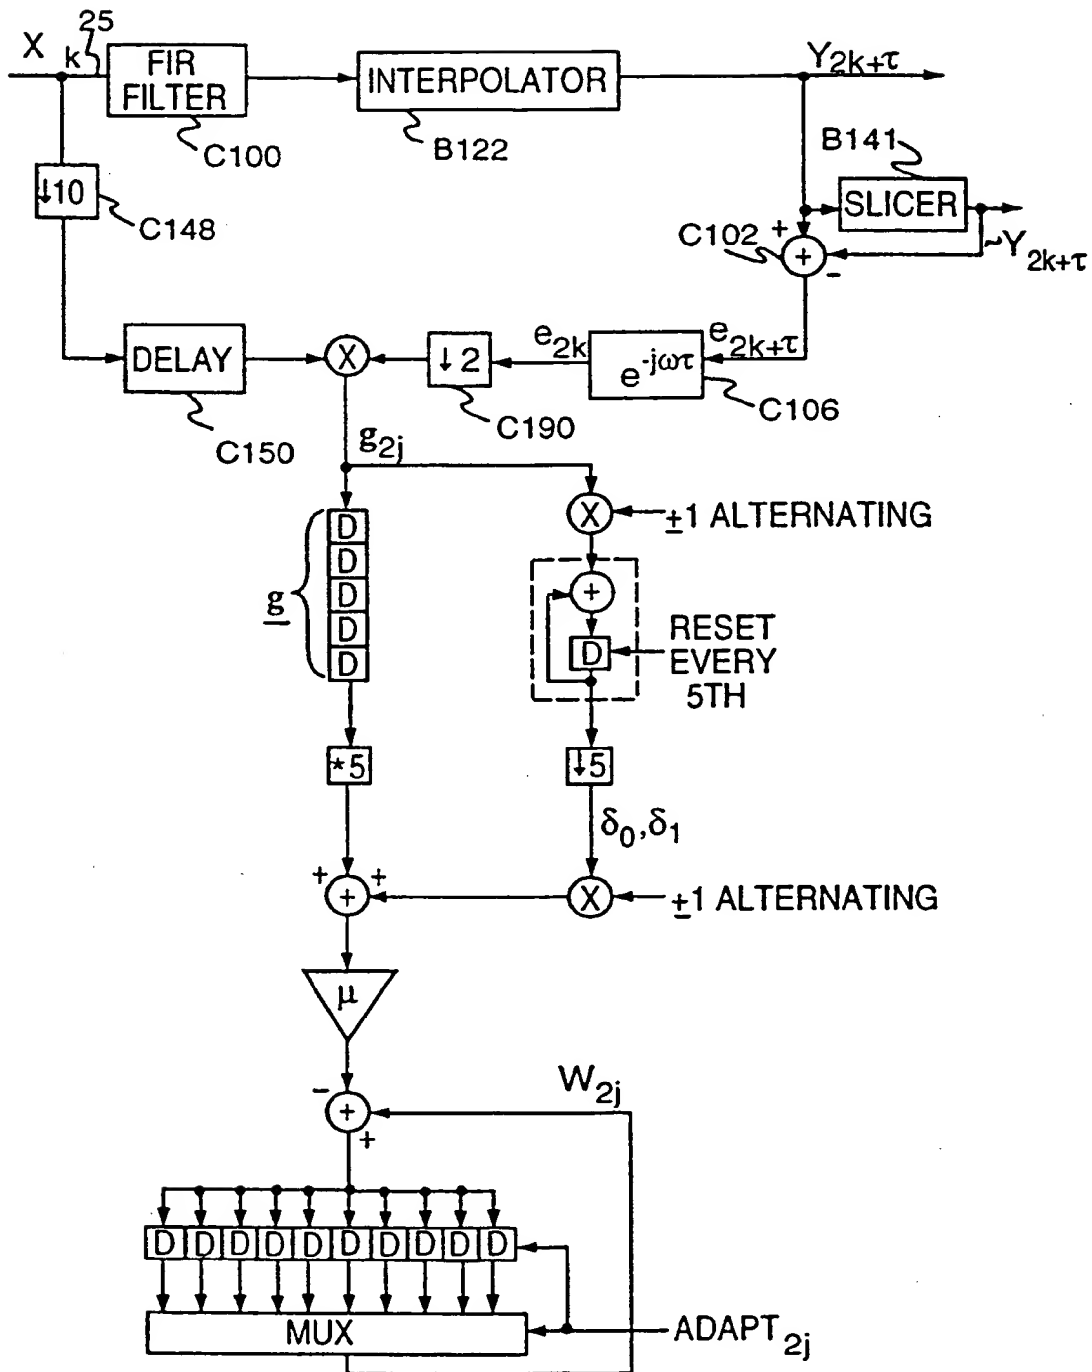 X
k
25
FIR
FILTER
C100
INTERPOLATOR
B122
Y2k+τ
B141
SLICER
~Y2k+τ
↓10
C148
C102
+
+
-
DELAY
C150
X
↓2
C190
e2k
e-jωτ
C106
e2k+τ
g2j
X
±1 ALTERNATING
D
D
D
D
D
g
+
D
RESET
EVERY
5TH
*5
↓5
δ0,δ1
+
+
+
X
±1 ALTERNATING
μ
-
+
+
W2j
D D D D D D D D D D
MUX
ADAPT2j